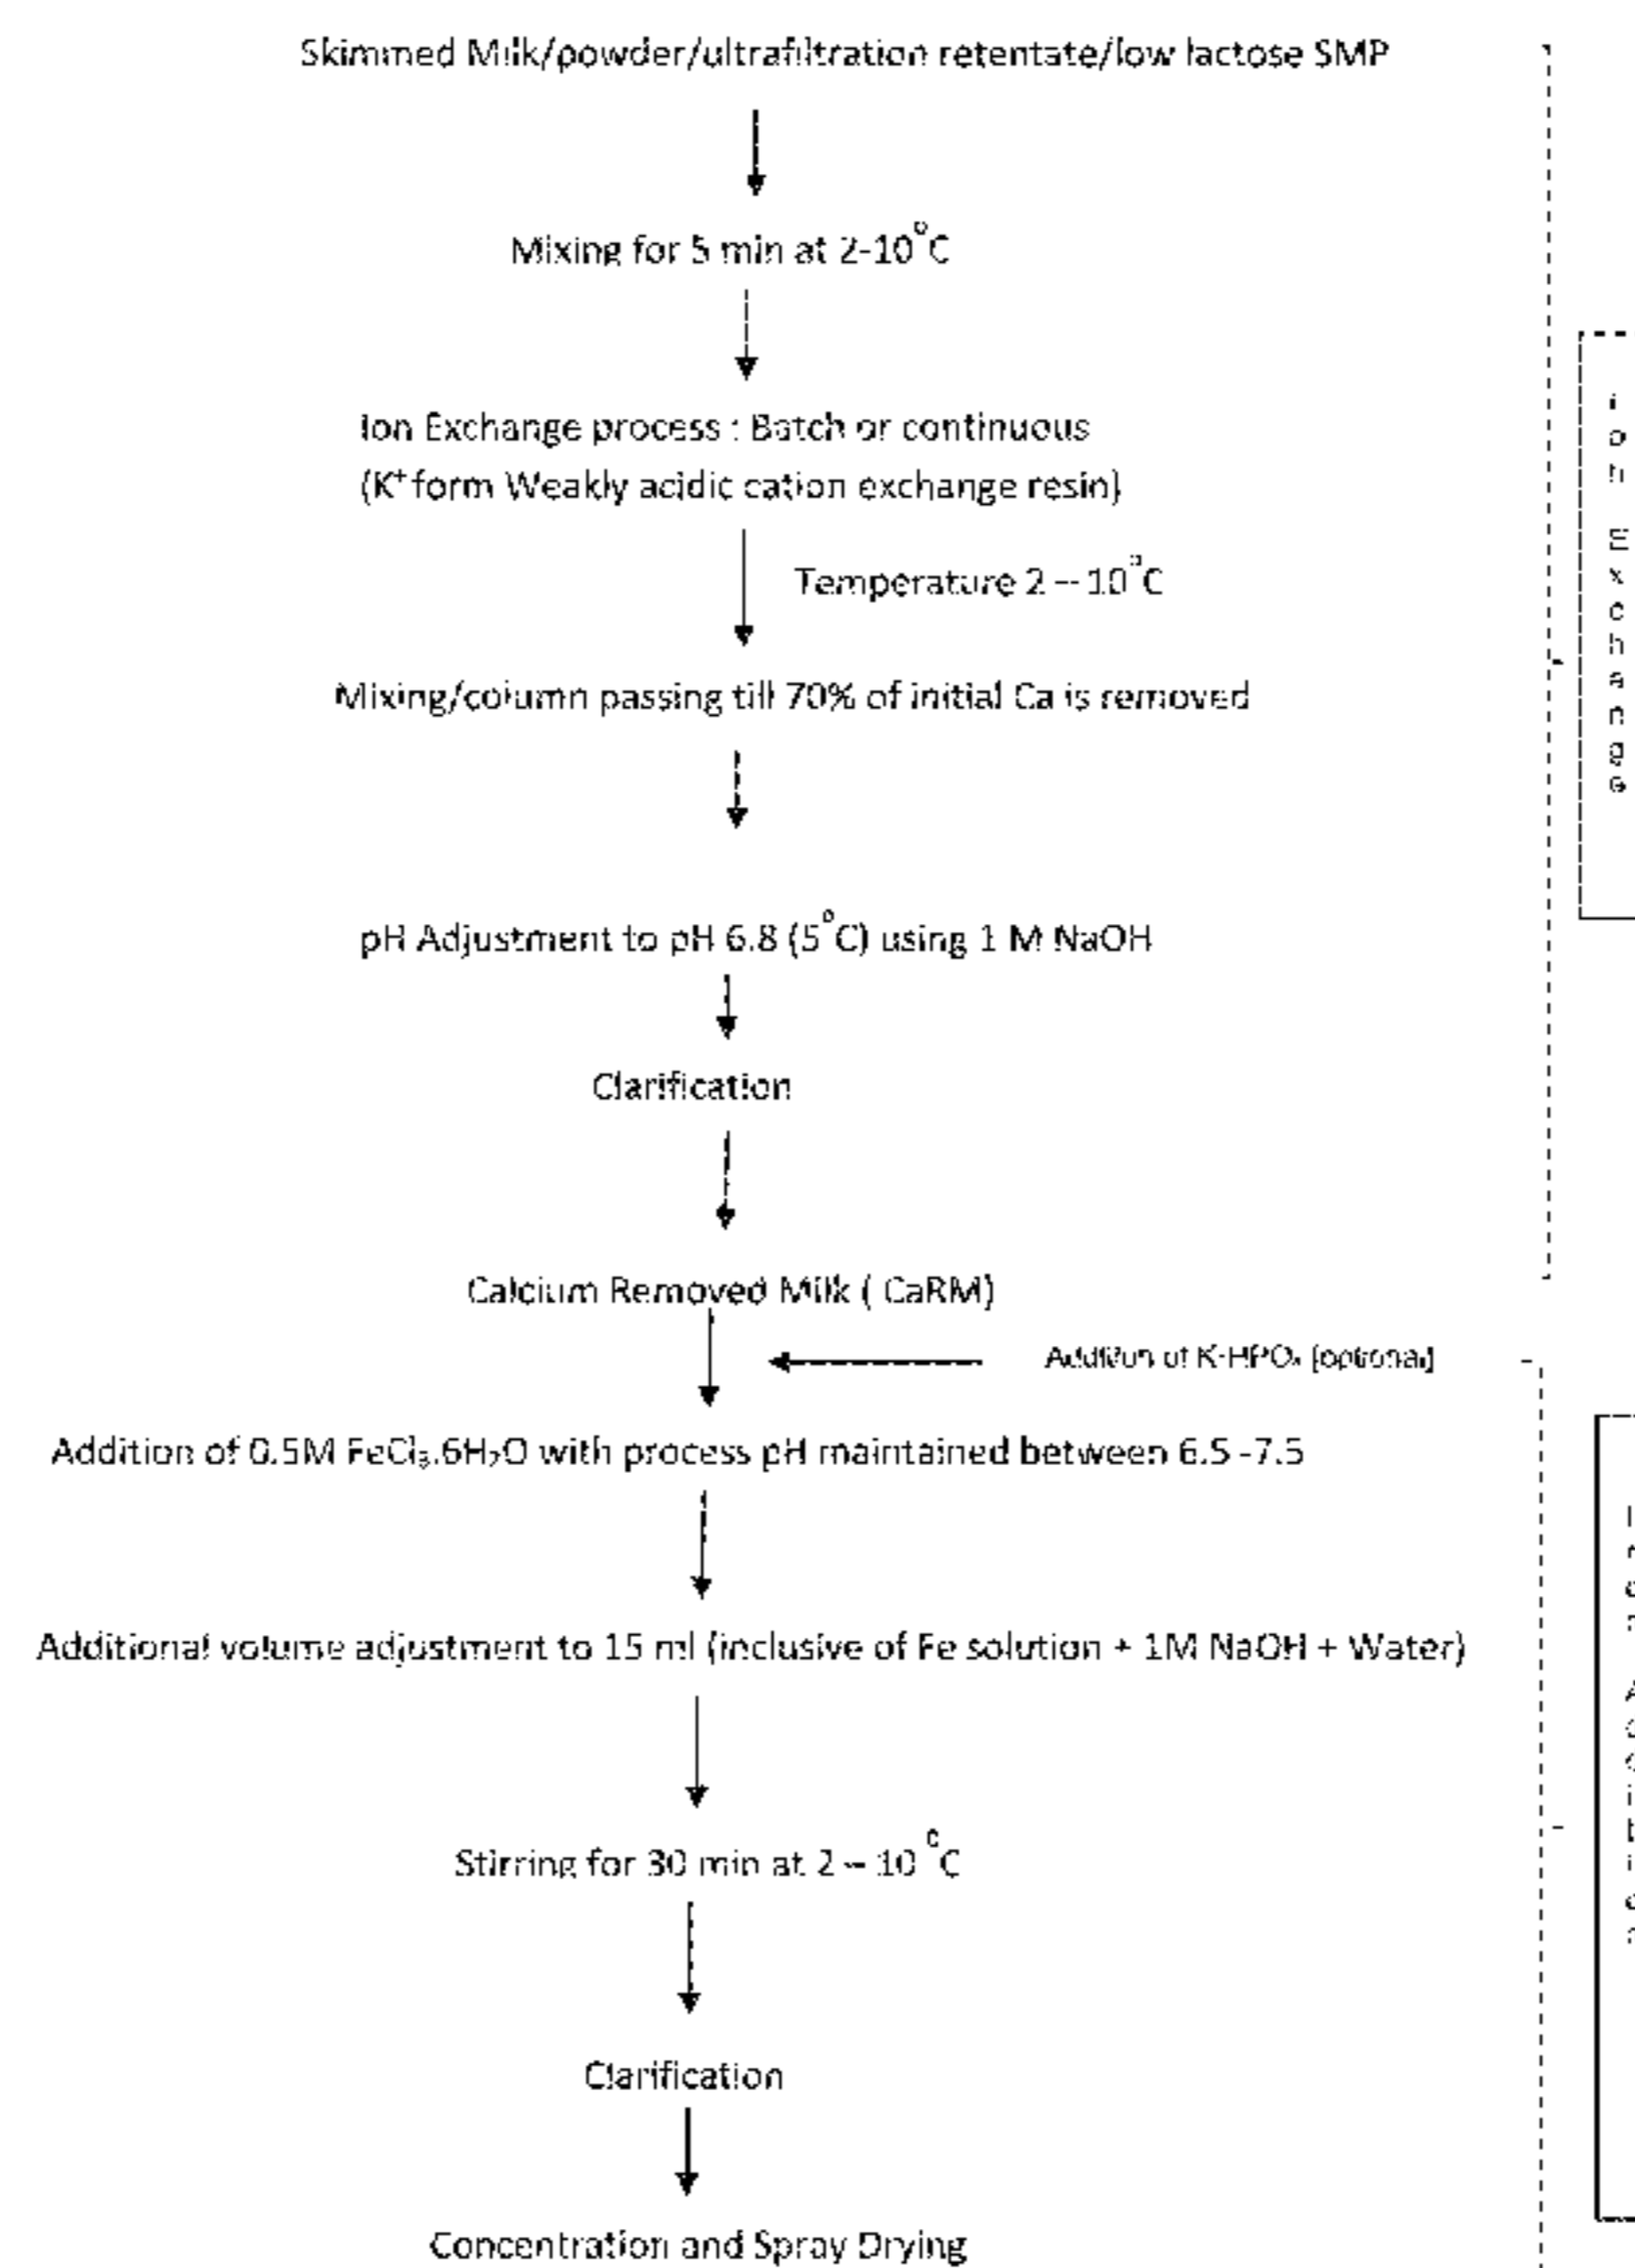 Skimmed Milk/powder/ultrafiltration retentate/low lactose SMP
Mixing for 5 min at 2-10°C
Ion Exchange process : Batch or continuous
(K⁺ form Weakly acidic cation exchange resin)
Temperature 2 – 10°C
Mixing/column passing till 70% of initial Ca is removed
Ion Exchange
pH Adjustment to pH 6.8 (5°C) using 1 M NaOH
Clarification
Calcium Removed Milk ( CaRM)
Addition of [optional]
Addition of 0.5M FeCl₃.6H₂O with process pH maintained between 6.5 -7.5
Additional volume adjustment to 15 ml (inclusive of Fe solution + 1M NaOH + Water)
Stirring for 30 min at 2 – 10 °C
Clarification
Concentration and Spray Drying